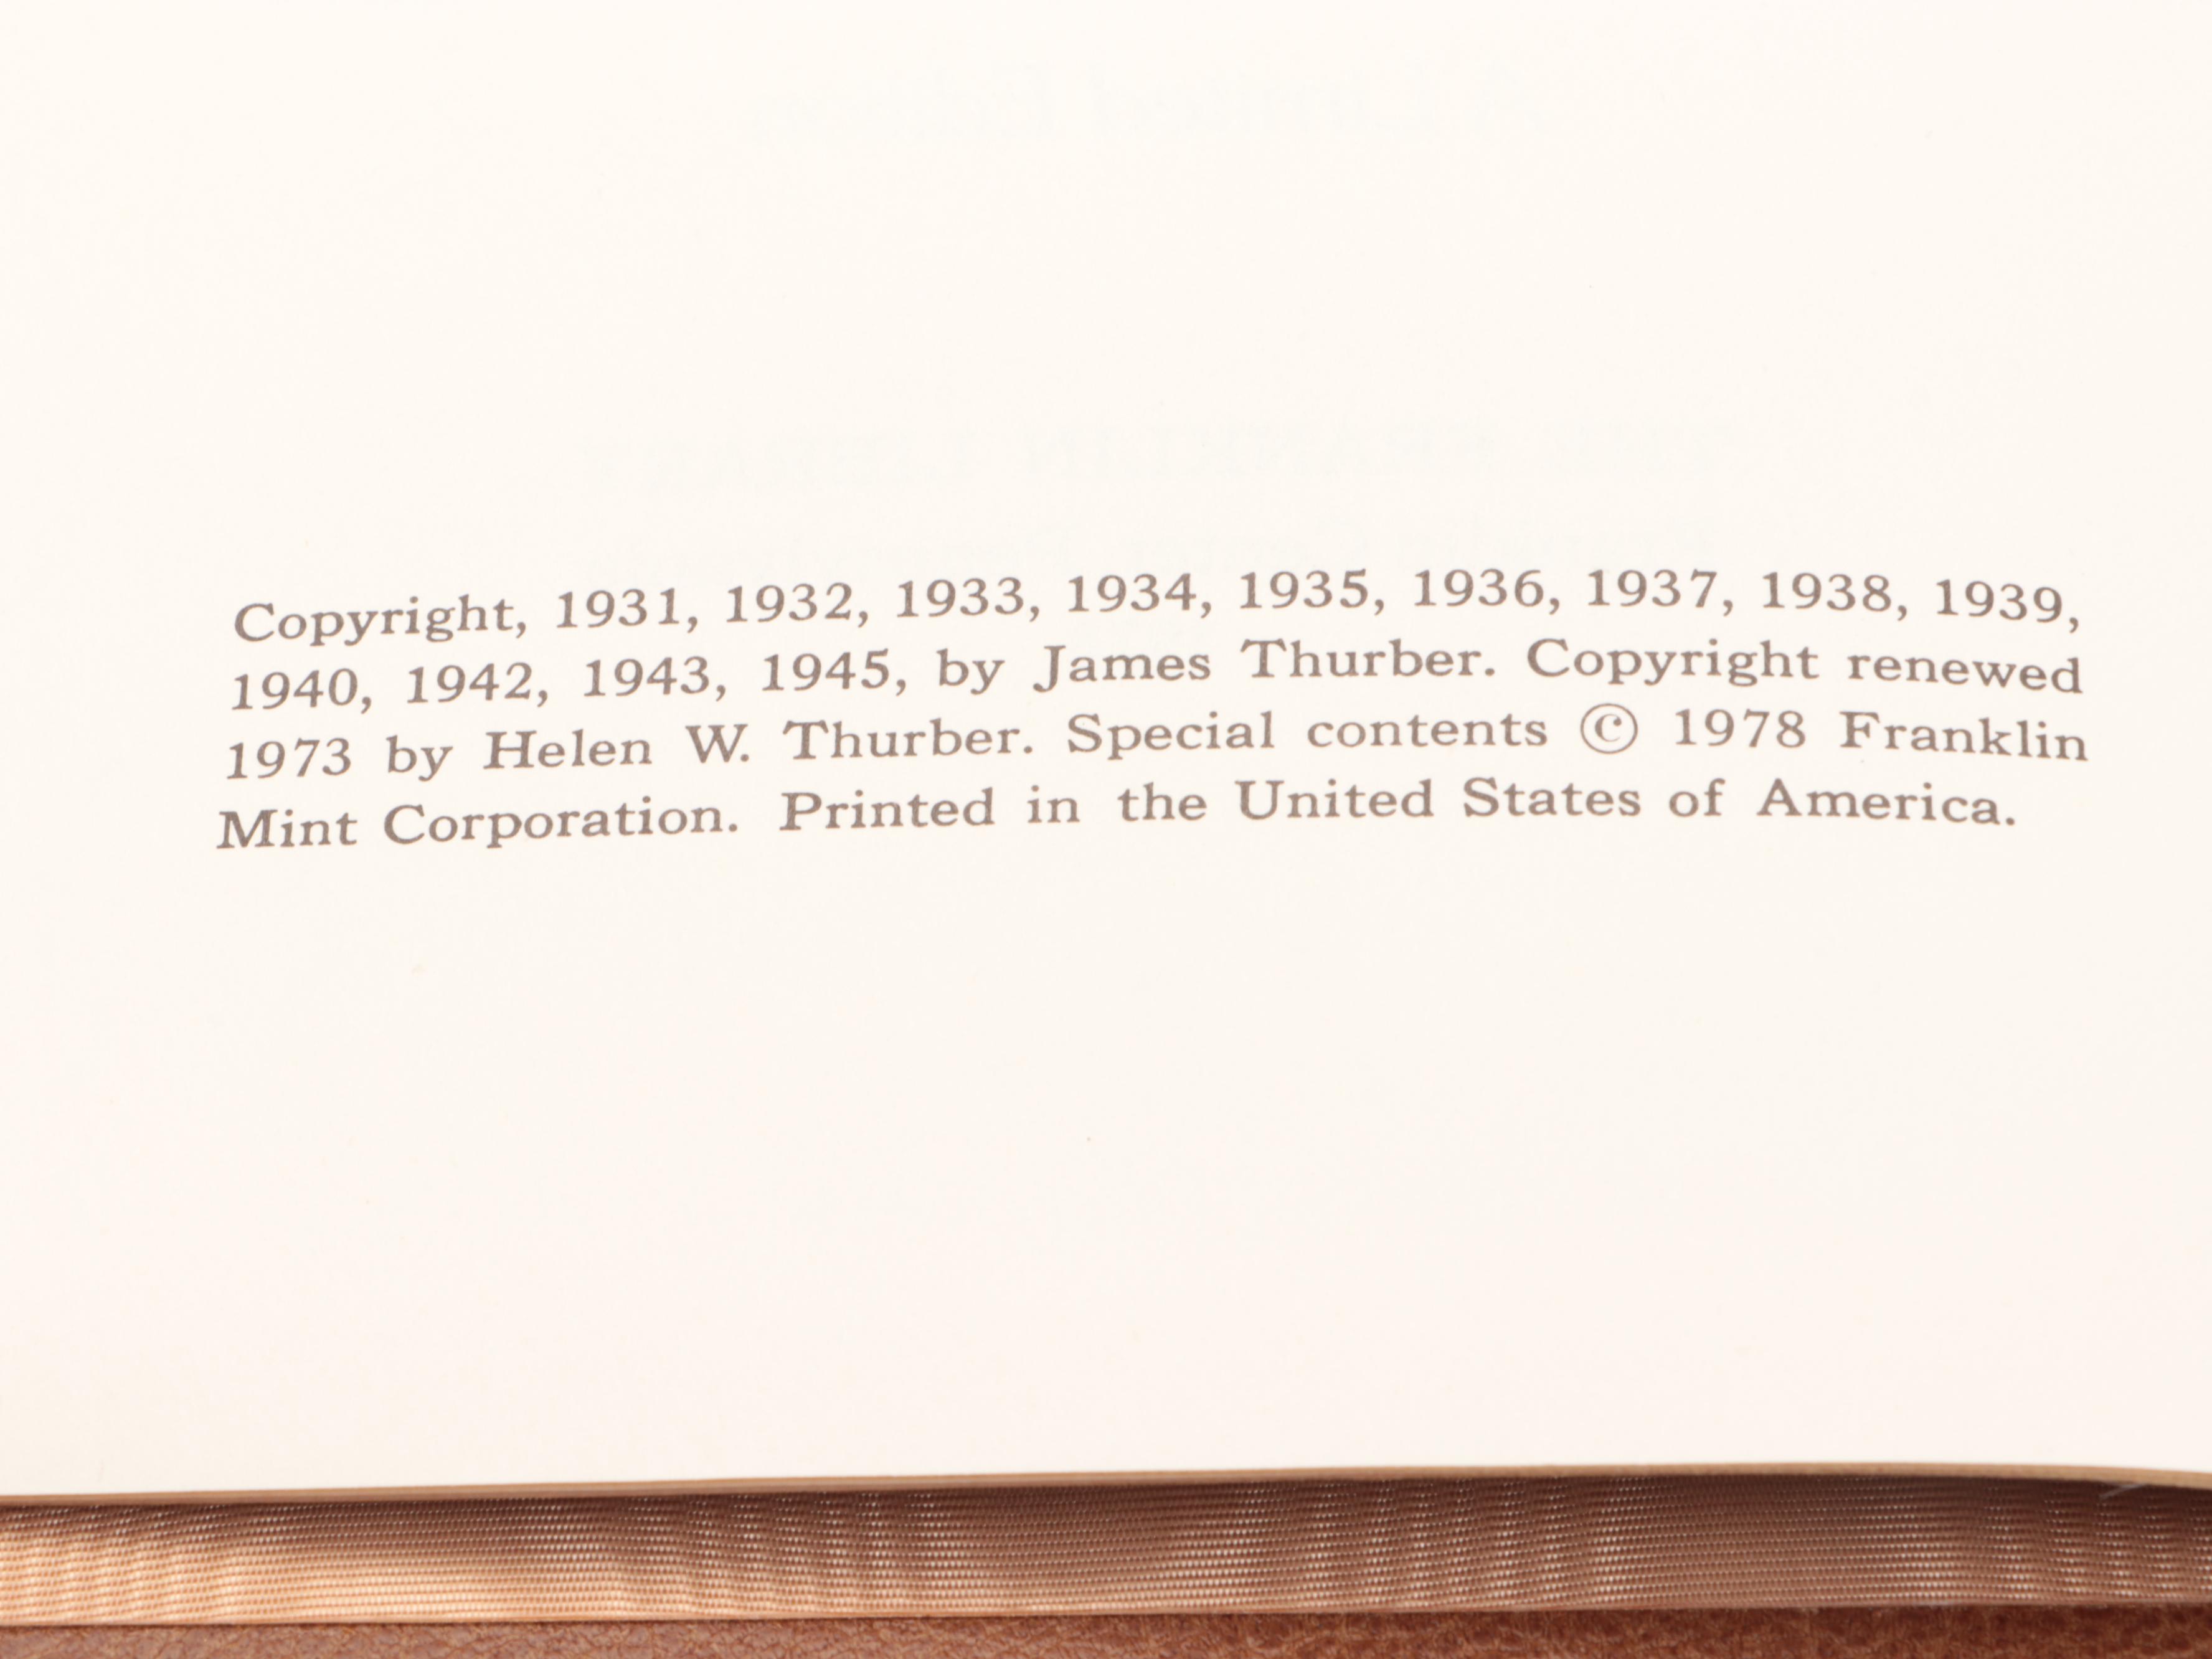 Copyright, 1931, 1932, 1933, 1934, 1935, 1936, 1937, 1938, 1939,
1940, 1942, 1943, 1945, by James Thurber. Copyright renewed
1973 by Helen W. Thurber. Special contents © 1978 Franklin
Mint Corporation. Printed in the United States of America.